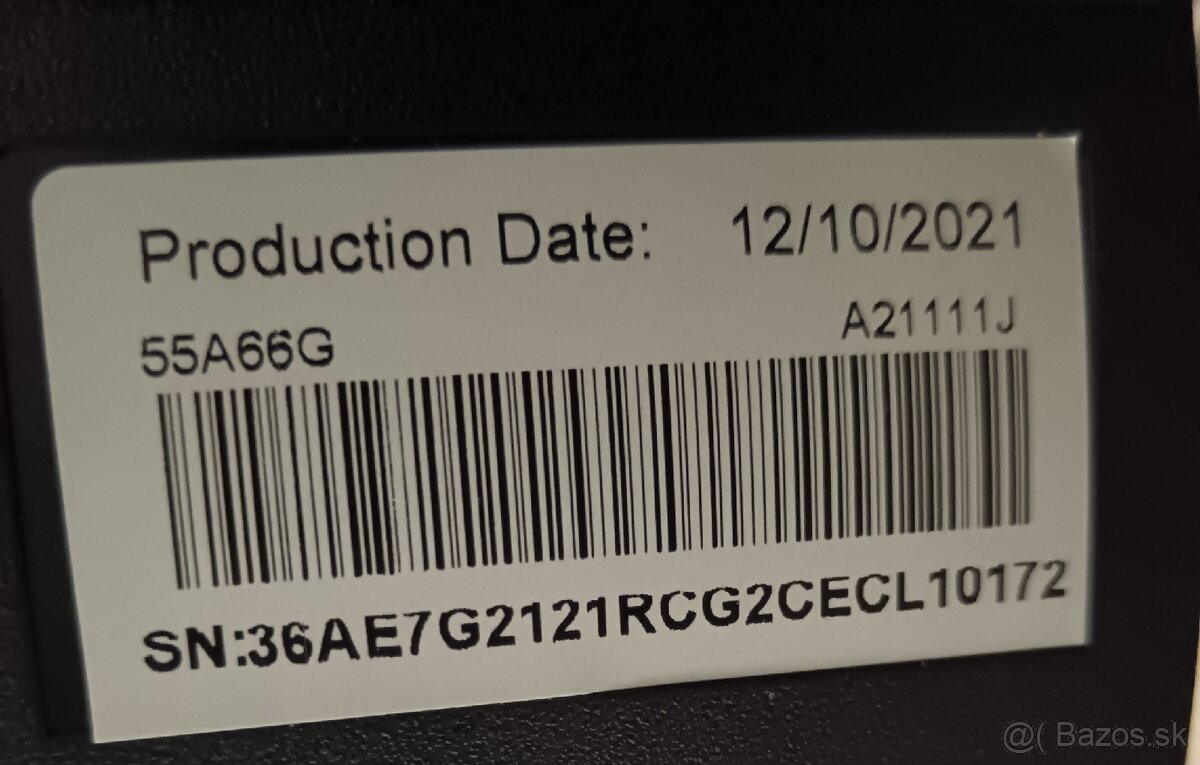 Production Date: 12/10/2021
55A66G A21111J
SN:36AE7G2121RCG2CECL10172
@( Bazos.sk